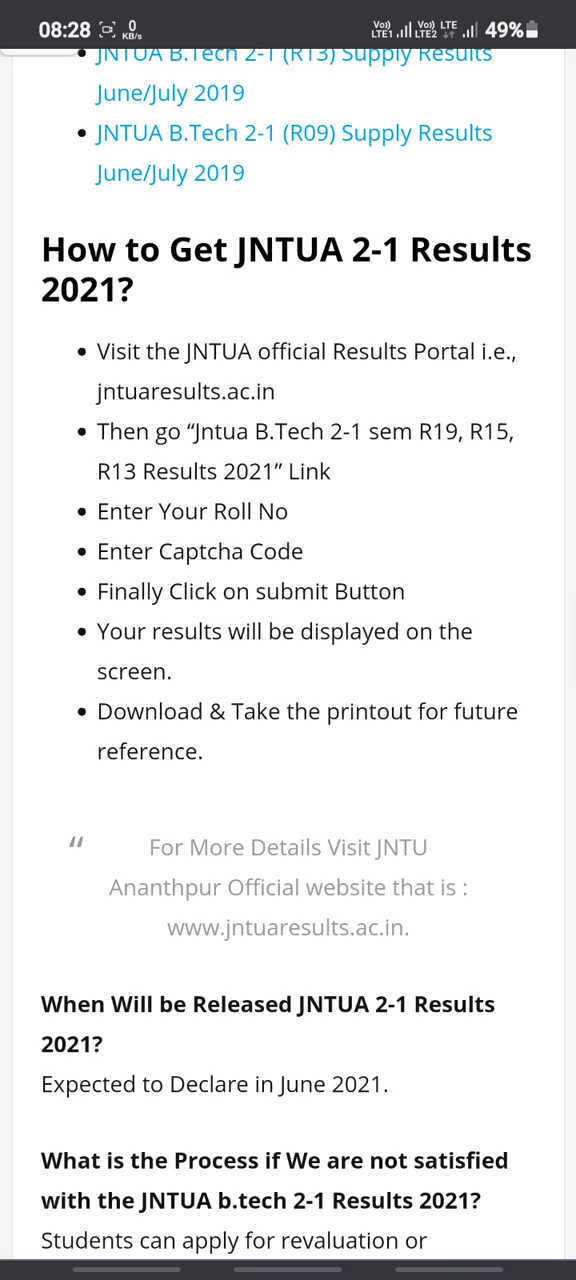 08:28 0 KB/s Vo) LTE1 Vo) LTE LTE2 49%
JNTUA B.Tech 2-1 (R13) Supply Results
June/July 2019
JNTUA B.Tech 2-1 (R09) Supply Results
June/July 2019
How to Get JNTUA 2-1 Results
2021?
Visit the JNTUA official Results Portal i.e.,
jntuaresults.ac.in
Then go “Jntua B.Tech 2-1 sem R19, R15,
R13 Results 2021” Link
Enter Your Roll No
Enter Captcha Code
Finally Click on submit Button
Your results will be displayed on the
screen.
Download & Take the printout for future
reference.
“ For More Details Visit JNTU
Ananthpur Official website that is :
www.jntuaresults.ac.in.
When Will be Released JNTUA 2-1 Results
2021?
Expected to Declare in June 2021.
What is the Process if We are not satisfied
with the JNTUA b.tech 2-1 Results 2021?
Students can apply for revaluation or